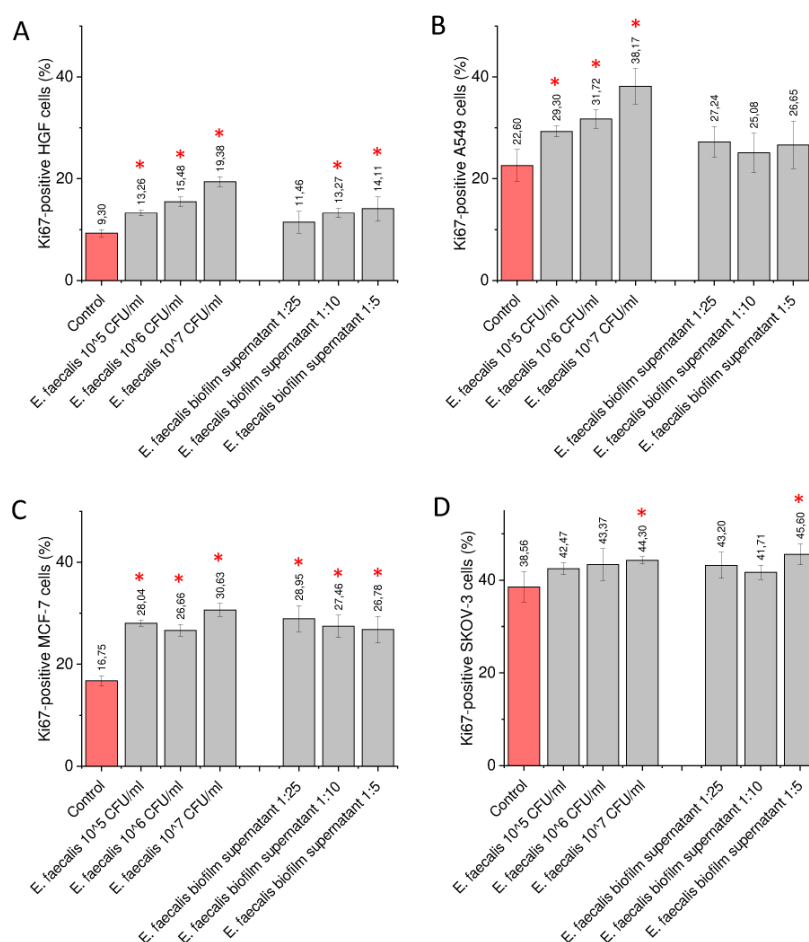 A
Ki67-positive HGF cells (%)
40
20
0
9,30
*
13,26
*
15,48
*
19,38
11,46
*
13,27
*
14,11
Control
E. faecalis 10^5 CFU/ml
E. faecalis 10^6 CFU/ml
E. faecalis 10^7 CFU/ml
E. faecalis biofilm supernatant 1:25
E. faecalis biofilm supernatant 1:10
E. faecalis biofilm supernatant 1:5
B
Ki67-positive A549 cells (%)
40
20
0
22,60
*
29,30
*
31,72
*
38,17
27,24
25,08
26,65
Control
E. faecalis 10^5 CFU/ml
E. faecalis 10^6 CFU/ml
E. faecalis 10^7 CFU/ml
E. faecalis biofilm supernatant 1:25
E. faecalis biofilm supernatant 1:10
E. faecalis biofilm supernatant 1:5
C
Ki67-positive MCF-7 cells (%)
40
20
0
16,75
*
28,04
*
26,66
*
30,63
*
28,95
*
27,46
*
26,78
Control
E. faecalis 10^5 CFU/ml
E. faecalis 10^6 CFU/ml
E. faecalis 10^7 CFU/ml
E. faecalis biofilm supernatant 1:25
E. faecalis biofilm supernatant 1:10
E. faecalis biofilm supernatant 1:5
D
Ki67-positive SKOV-3 cells (%)
40
20
0
38,56
42,47
43,37
*
44,30
43,20
41,71
*
45,60
Control
E. faecalis 10^5 CFU/ml
E. faecalis 10^6 CFU/ml
E. faecalis 10^7 CFU/ml
E. faecalis biofilm supernatant 1:25
E. faecalis biofilm supernatant 1:10
E. faecalis biofilm supernatant 1:5